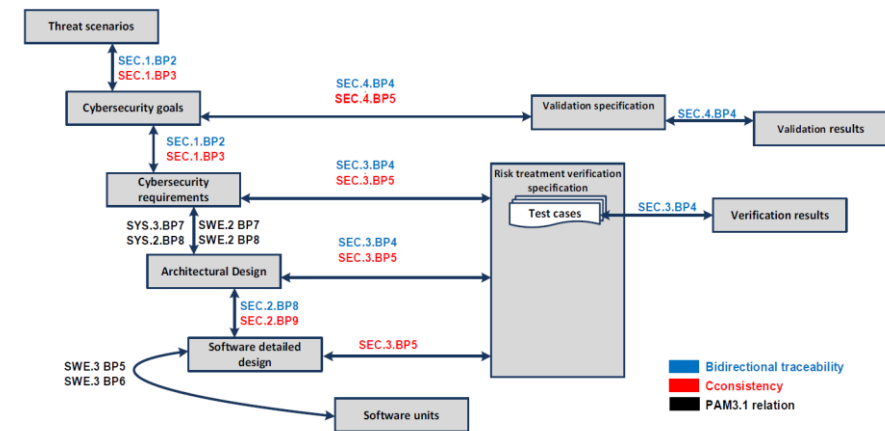 Threat scenarios
SEC.1.BP2
SEC.1.BP3
SEC.4.BP4
SEC.4.BP5
Cybersecurity goals
Validation specification
SEC.4.BP4
Validation results
SEC.1.BP2
SEC.1.BP3
SEC.3.BP4
SEC.3.BP5
Risk treatment verification
specification
Cybersecurity
requirements
Test cases
SEC.3.BP4
Verification results
SYS.3.BP7
SYS.2.BP8
SWE.2 BP7
SWE.2 BP8
SEC.3.BP4
SEC.3.BP5
Architectural Design
SEC.2.BP8
SEC.2.BP9
Software detailed
design
SEC.3.BP5
SWE.3 BP5
SWE.3 BP6
Software units
Bidirectional traceability
Cconsistency
PAM3.1 relation